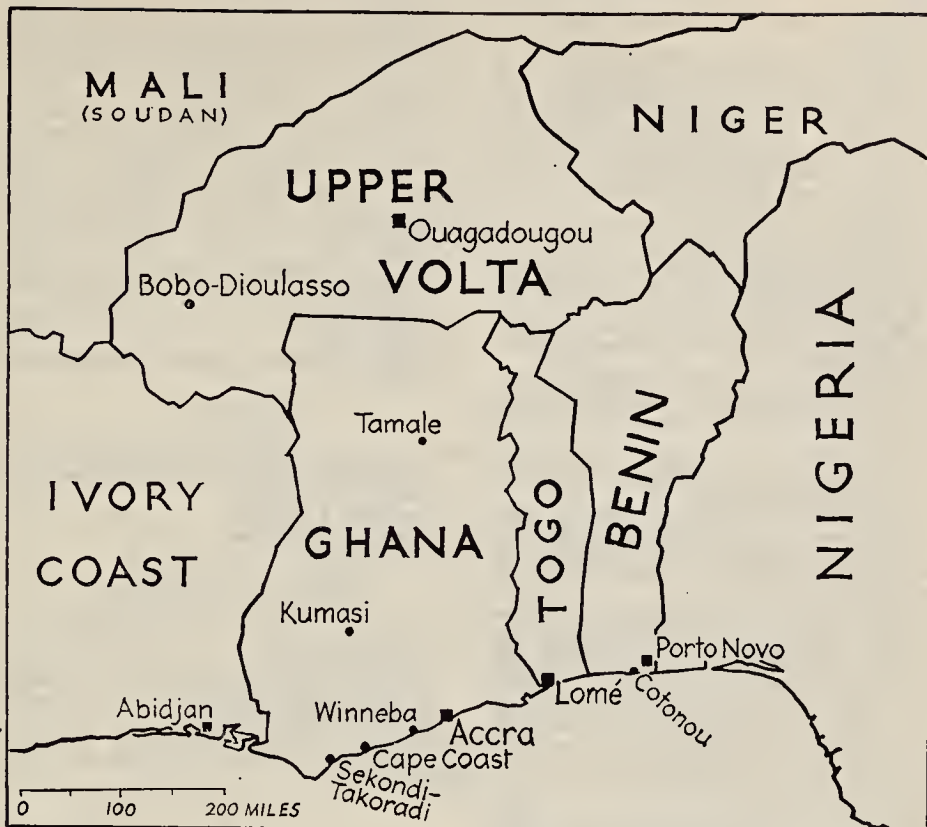 MALI
(SOUDAN)
NIGER
UPPER
Ouagadougou
VOLTA
Bobo-Dioulasso
NIGERIA
Tamale
BENIN
IVORY
COAST
GHANA
TOGO
Kumasi
Porto Novo
Lomé
Cotonou
Abidjan
Winneba
Accra
Cape Coast
Sekondi-
Takoradi
0 100 200 MILES